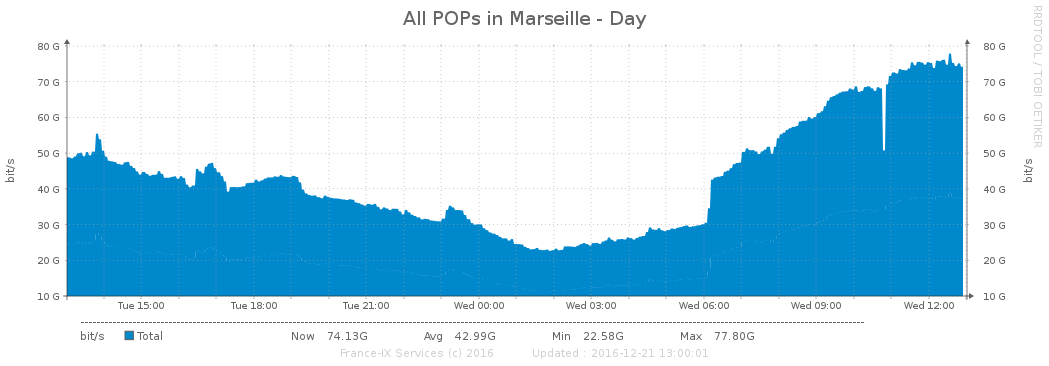 All POPs in Marseille - Day
RRDTOOL / TOBI OETIKER
bit/s
80 G 80 G
70 G 70 G
60 G 60 G
50 G 50 G
40 G 40 G
30 G 30 G
20 G 20 G
10 G 10 G
bit/s
Tue 15:00 Tue 18:00 Tue 21:00 Wed 00:00 Wed 03:00 Wed 06:00 Wed 09:00 Wed 12:00
bit/s Total Now 74.13G Avg 42.99G Min 22.58G Max 77.80G
France-IX Services (c) 2016 Updated : 2016-12-21 13:00:01